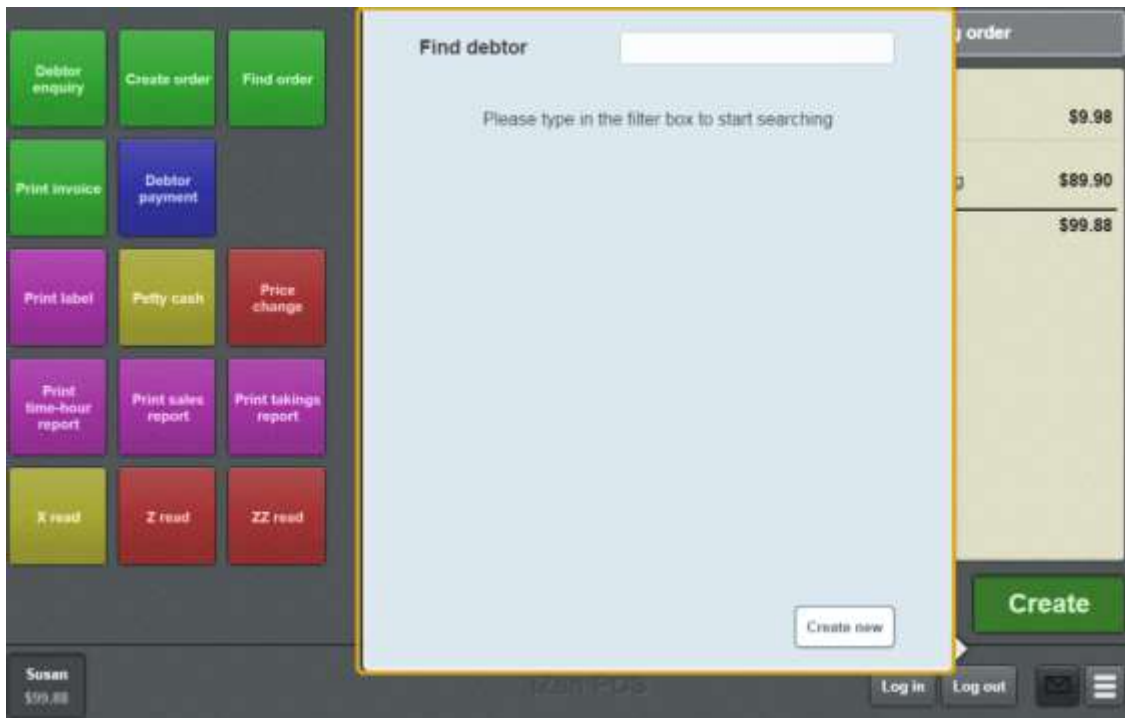 Debtor
enquiry
Create order
Find order
Print invoice
Debtor
payment
Print label
Petty cash
Price
change
Print
time-hour
report
Print sales
report
Print takings
report
X read
Z read
ZZ read
Find debtor
Please type in the filter box to start searching
Create new
order
$9.98
$89.90
$99.88
Create
Susan
$99.88
Log in
Log out